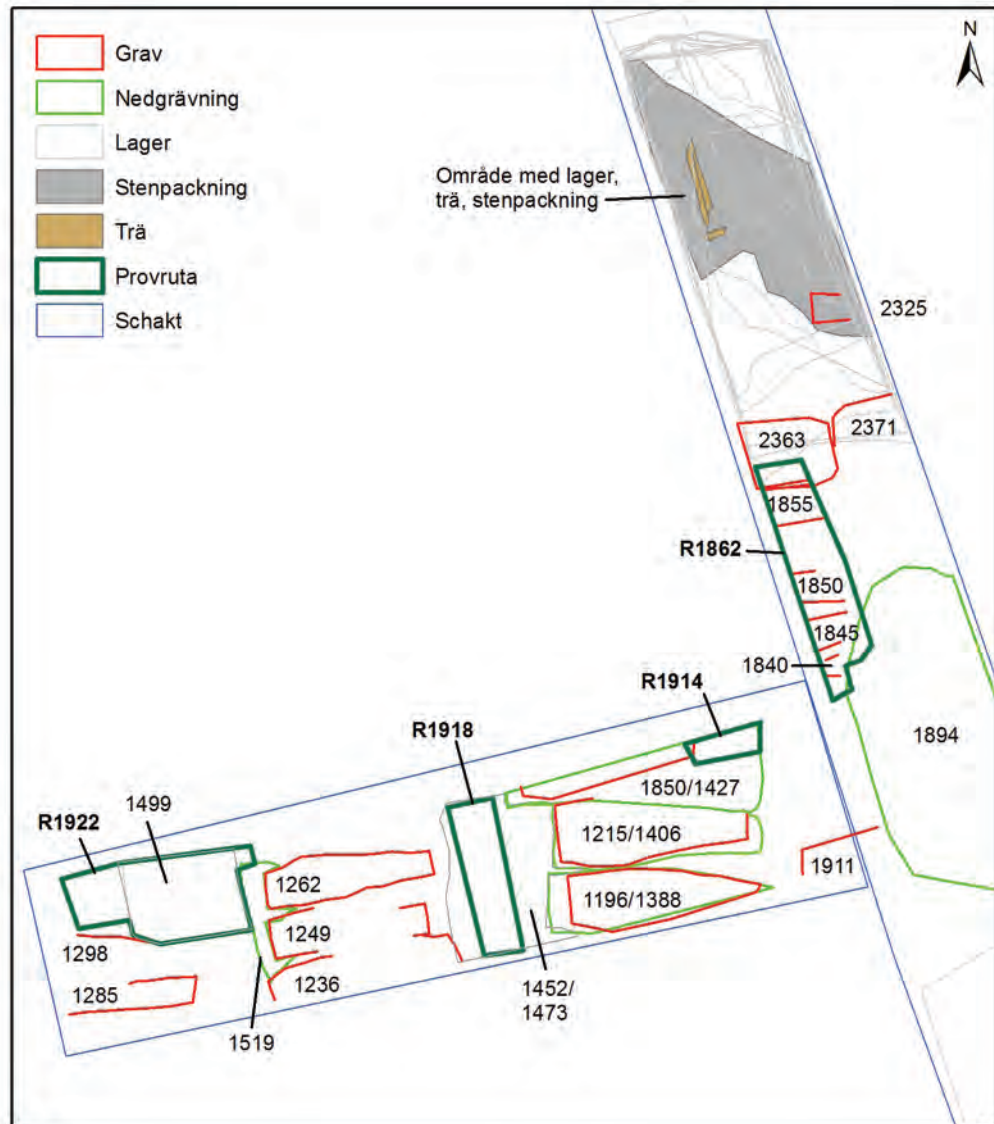 N
Grav
Nedgrävning
Lager
Stenpackning
Trä
Provruta
Schakt
Område med lager,
trä, stenpackning
2325
2371
2363
1855
R1862
1850
1845
1840
R1914
1894
R1918
1850/1427
1499
R1922
1215/1406
1911
1262
1196/1388
1249
1298
1236
1285
1452/
1473
1519